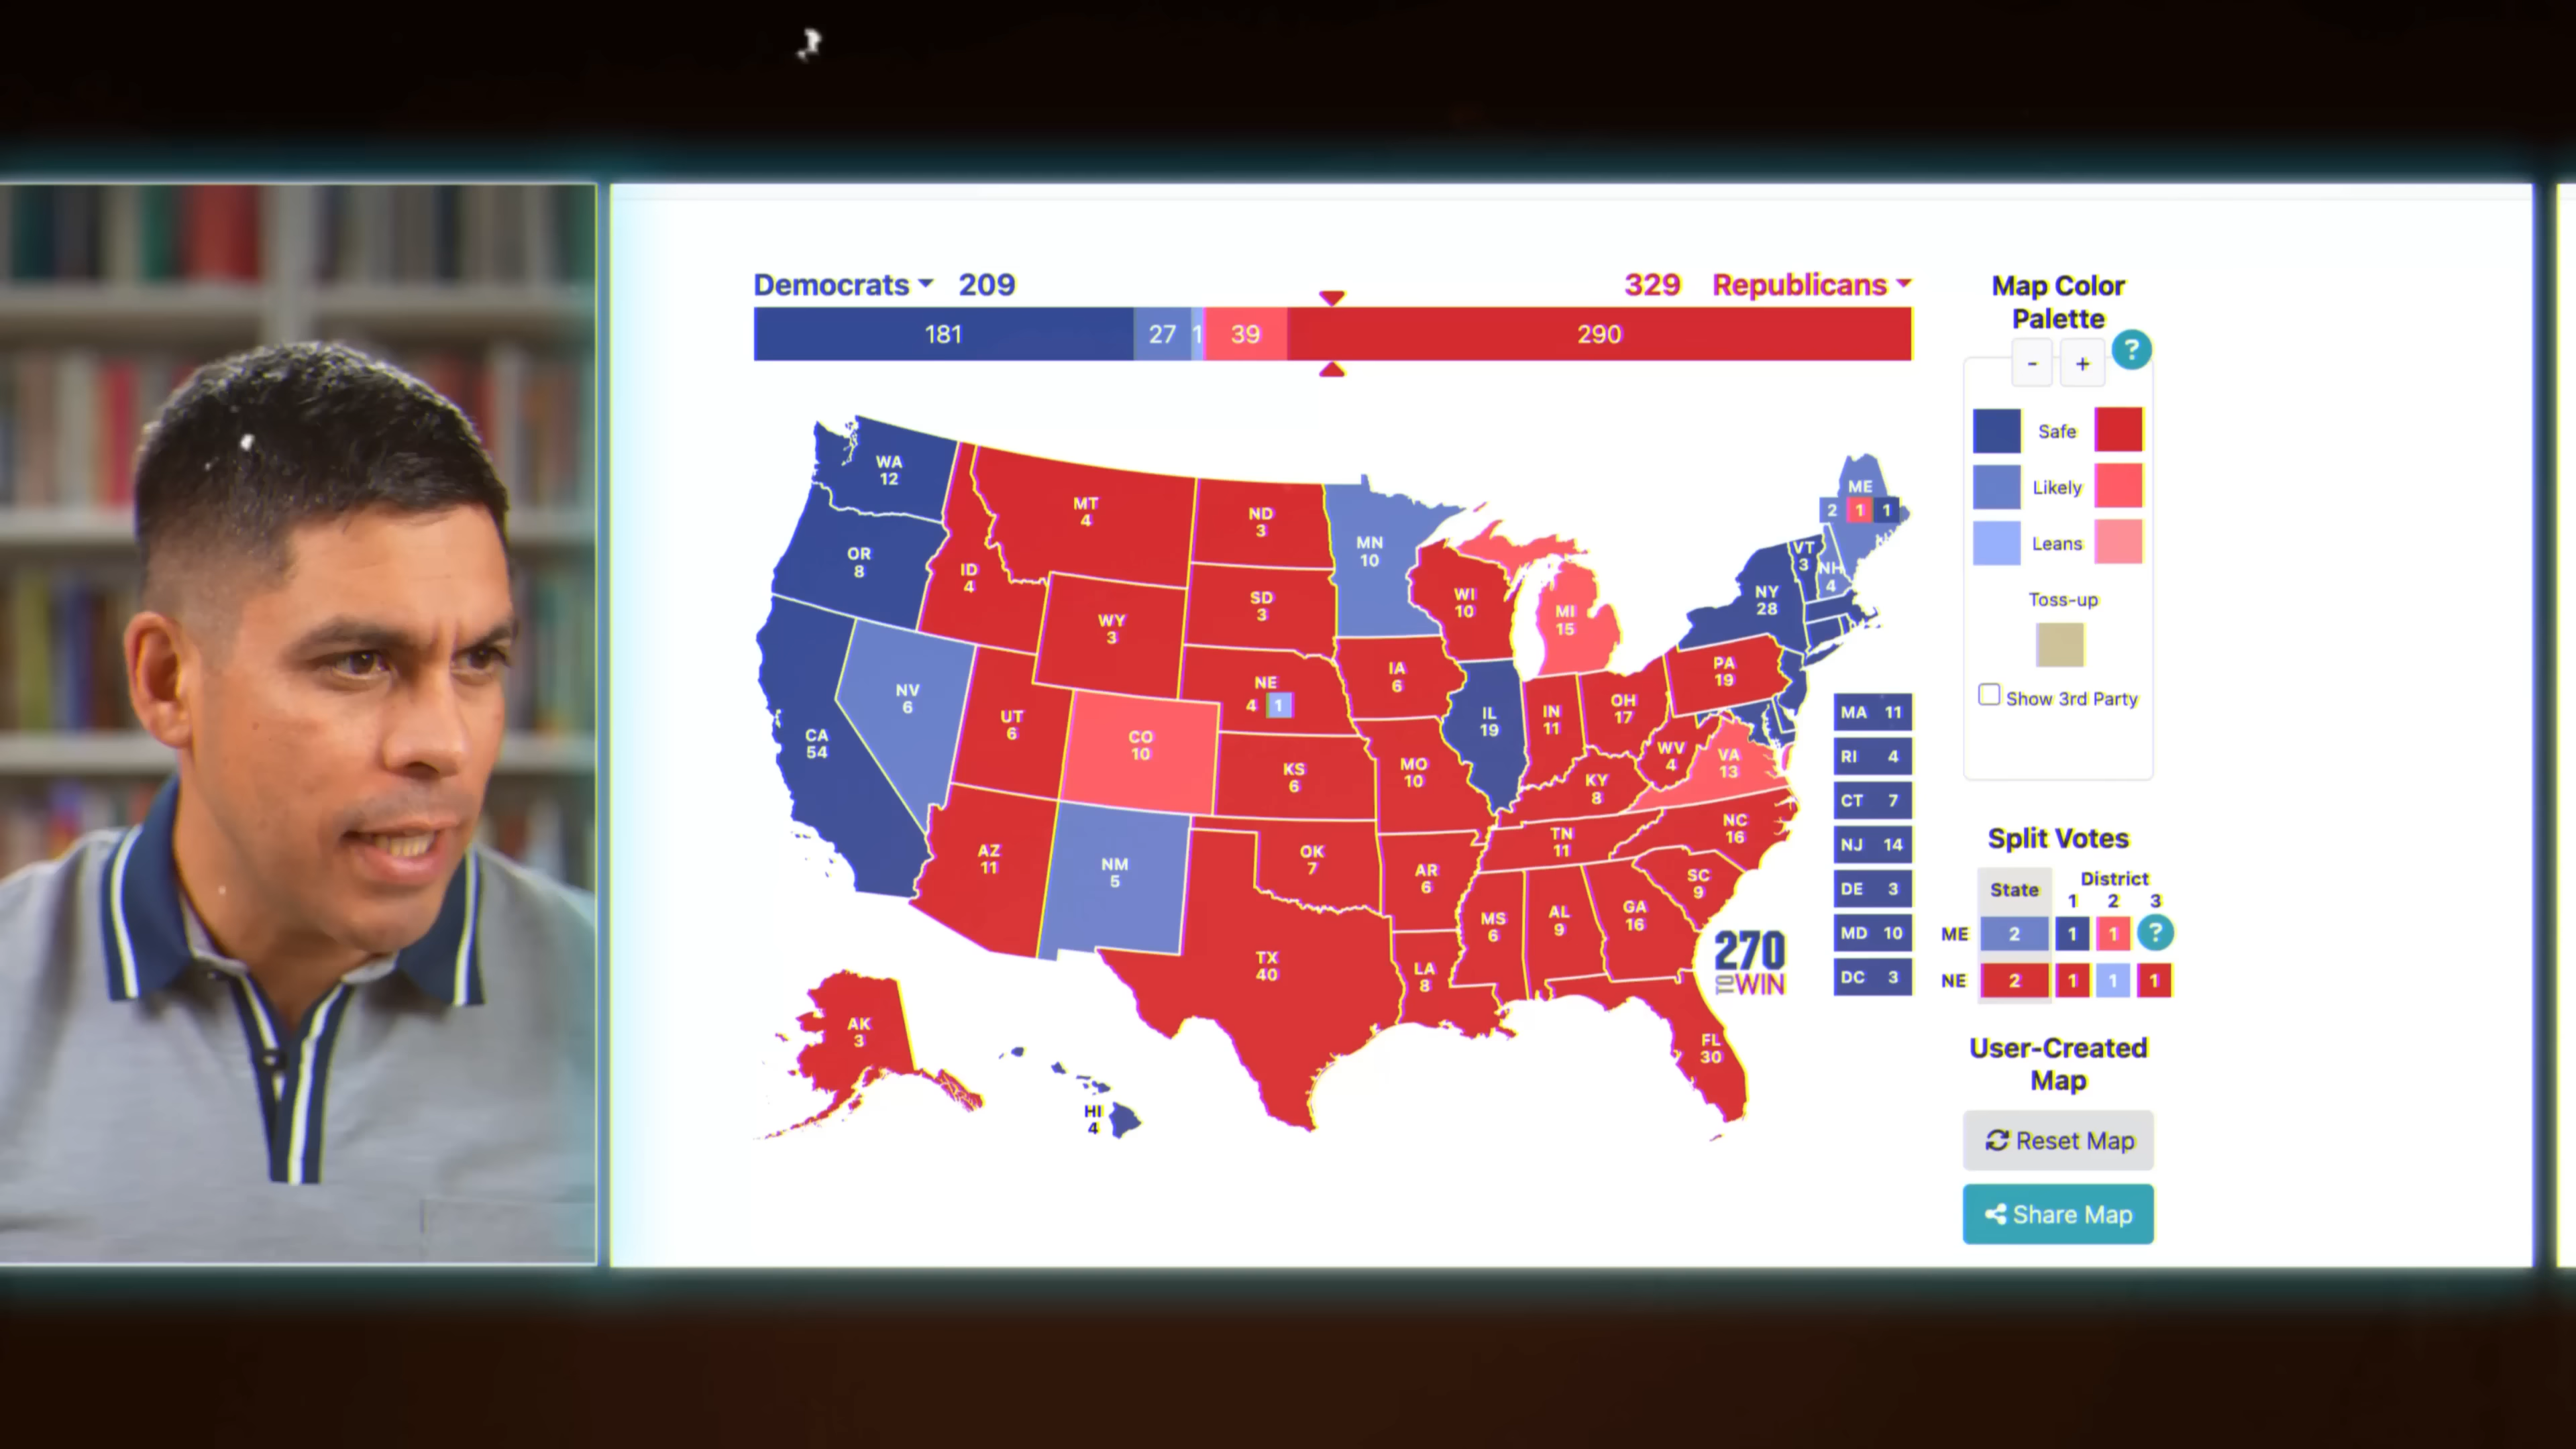 Democrats 209
329 Republicans
181 27 1 39 290
WA
12
OR
8
CA
54
NV
6
ID
4
MT
4
WY
3
UT
6
CO
10
AZ
11
NM
5
ND
3
SD
3
NE
4 1
KS
6
OK
7
TX
40
MN
10
IA
6
MO
10
AR
6
LA
8
WI
10
IL
19
MI
15
IN
11
OH
17
KY
8
TN
11
MS
6
AL
9
GA
16
FL
30
SC
9
NC
16
VA
13
WV
4
PA
19
NY
28
VT
3
NH
4
ME
2 1 1
AK
3
HI
4
270
TO WIN
MA 11
RI 4
CT 7
NJ 14
DE 3
MD 10
DC 3
Map Color
Palette
- + ?
Safe
Likely
Leans
Toss-up
Show 3rd Party
Split Votes
State District
1 2 3
ME 2 1 1 ?
NE 2 1 1 1
User-Created
Map
Reset Map
Share Map